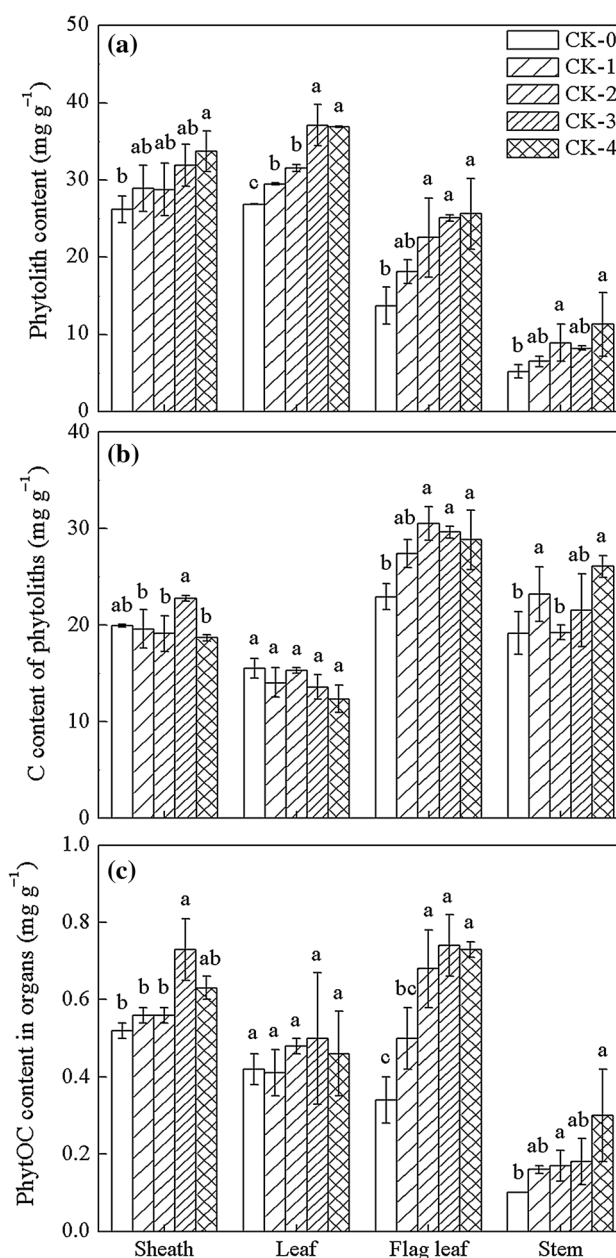 50
(a)
CK-0
CK-1
CK-2
CK-3
CK-4
40
30
20
10
0
Phytolith content (mg g⁻¹)
b ab ab ab a
c b b a a
b ab a a a
b ab a ab a
40
(b)
30
20
10
0
C content of phytoliths (mg g⁻¹)
ab b b a b
a a a a a
b ab a a a
b a b ab a
1.0
(c)
0.8
0.6
0.4
0.2
0.0
PhytOC content in organs (mg g⁻¹)
b b b a ab
a a a a a
c bc a a a
b ab a ab a
Sheath Leaf Flag leaf Stem